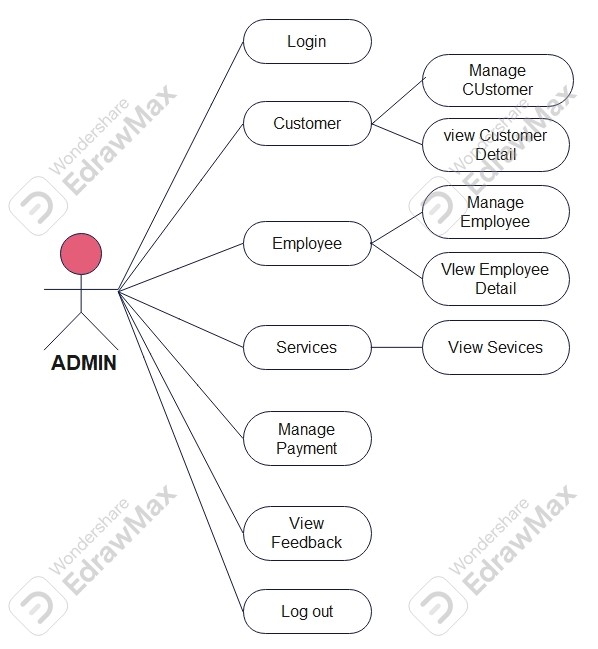 Login
Customer
Manage
CUstomer
view Customer
Detail
Employee
Manage
Employee
VIew Employee
Detail
ADMIN
Services
View Sevices
Manage
Payment
View
Feedback
Log out
Wondershare
EdrawMax
Wondershare
EdrawMax
Wondershare
EdrawMax
Wondershare
EdrawMax